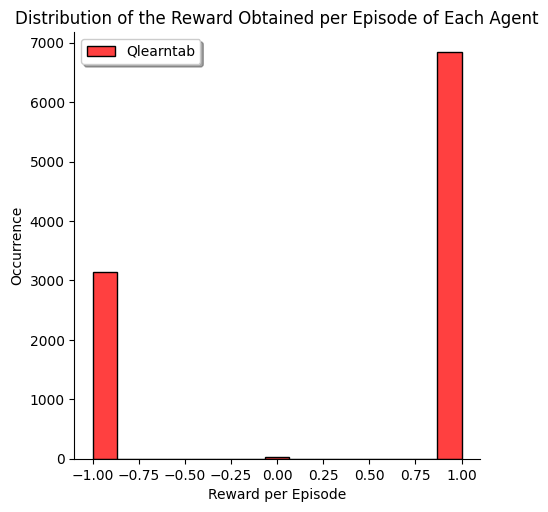 Distribution of the Reward Obtained per Episode of Each Agent
Qlearntab
7000
6000
5000
4000
3000
2000
1000
0
Occurrence
−1.00 −0.75 −0.50 −0.25 0.00 0.25 0.50 0.75 1.00
Reward per Episode